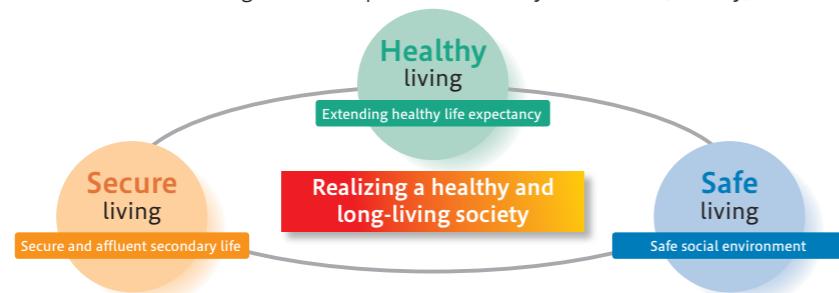 Healthy
living
Extending healthy life expectancy
Secure
living
Secure and affluent secondary life
Realizing a healthy and
long-living society
Safe
living
Safe social environment